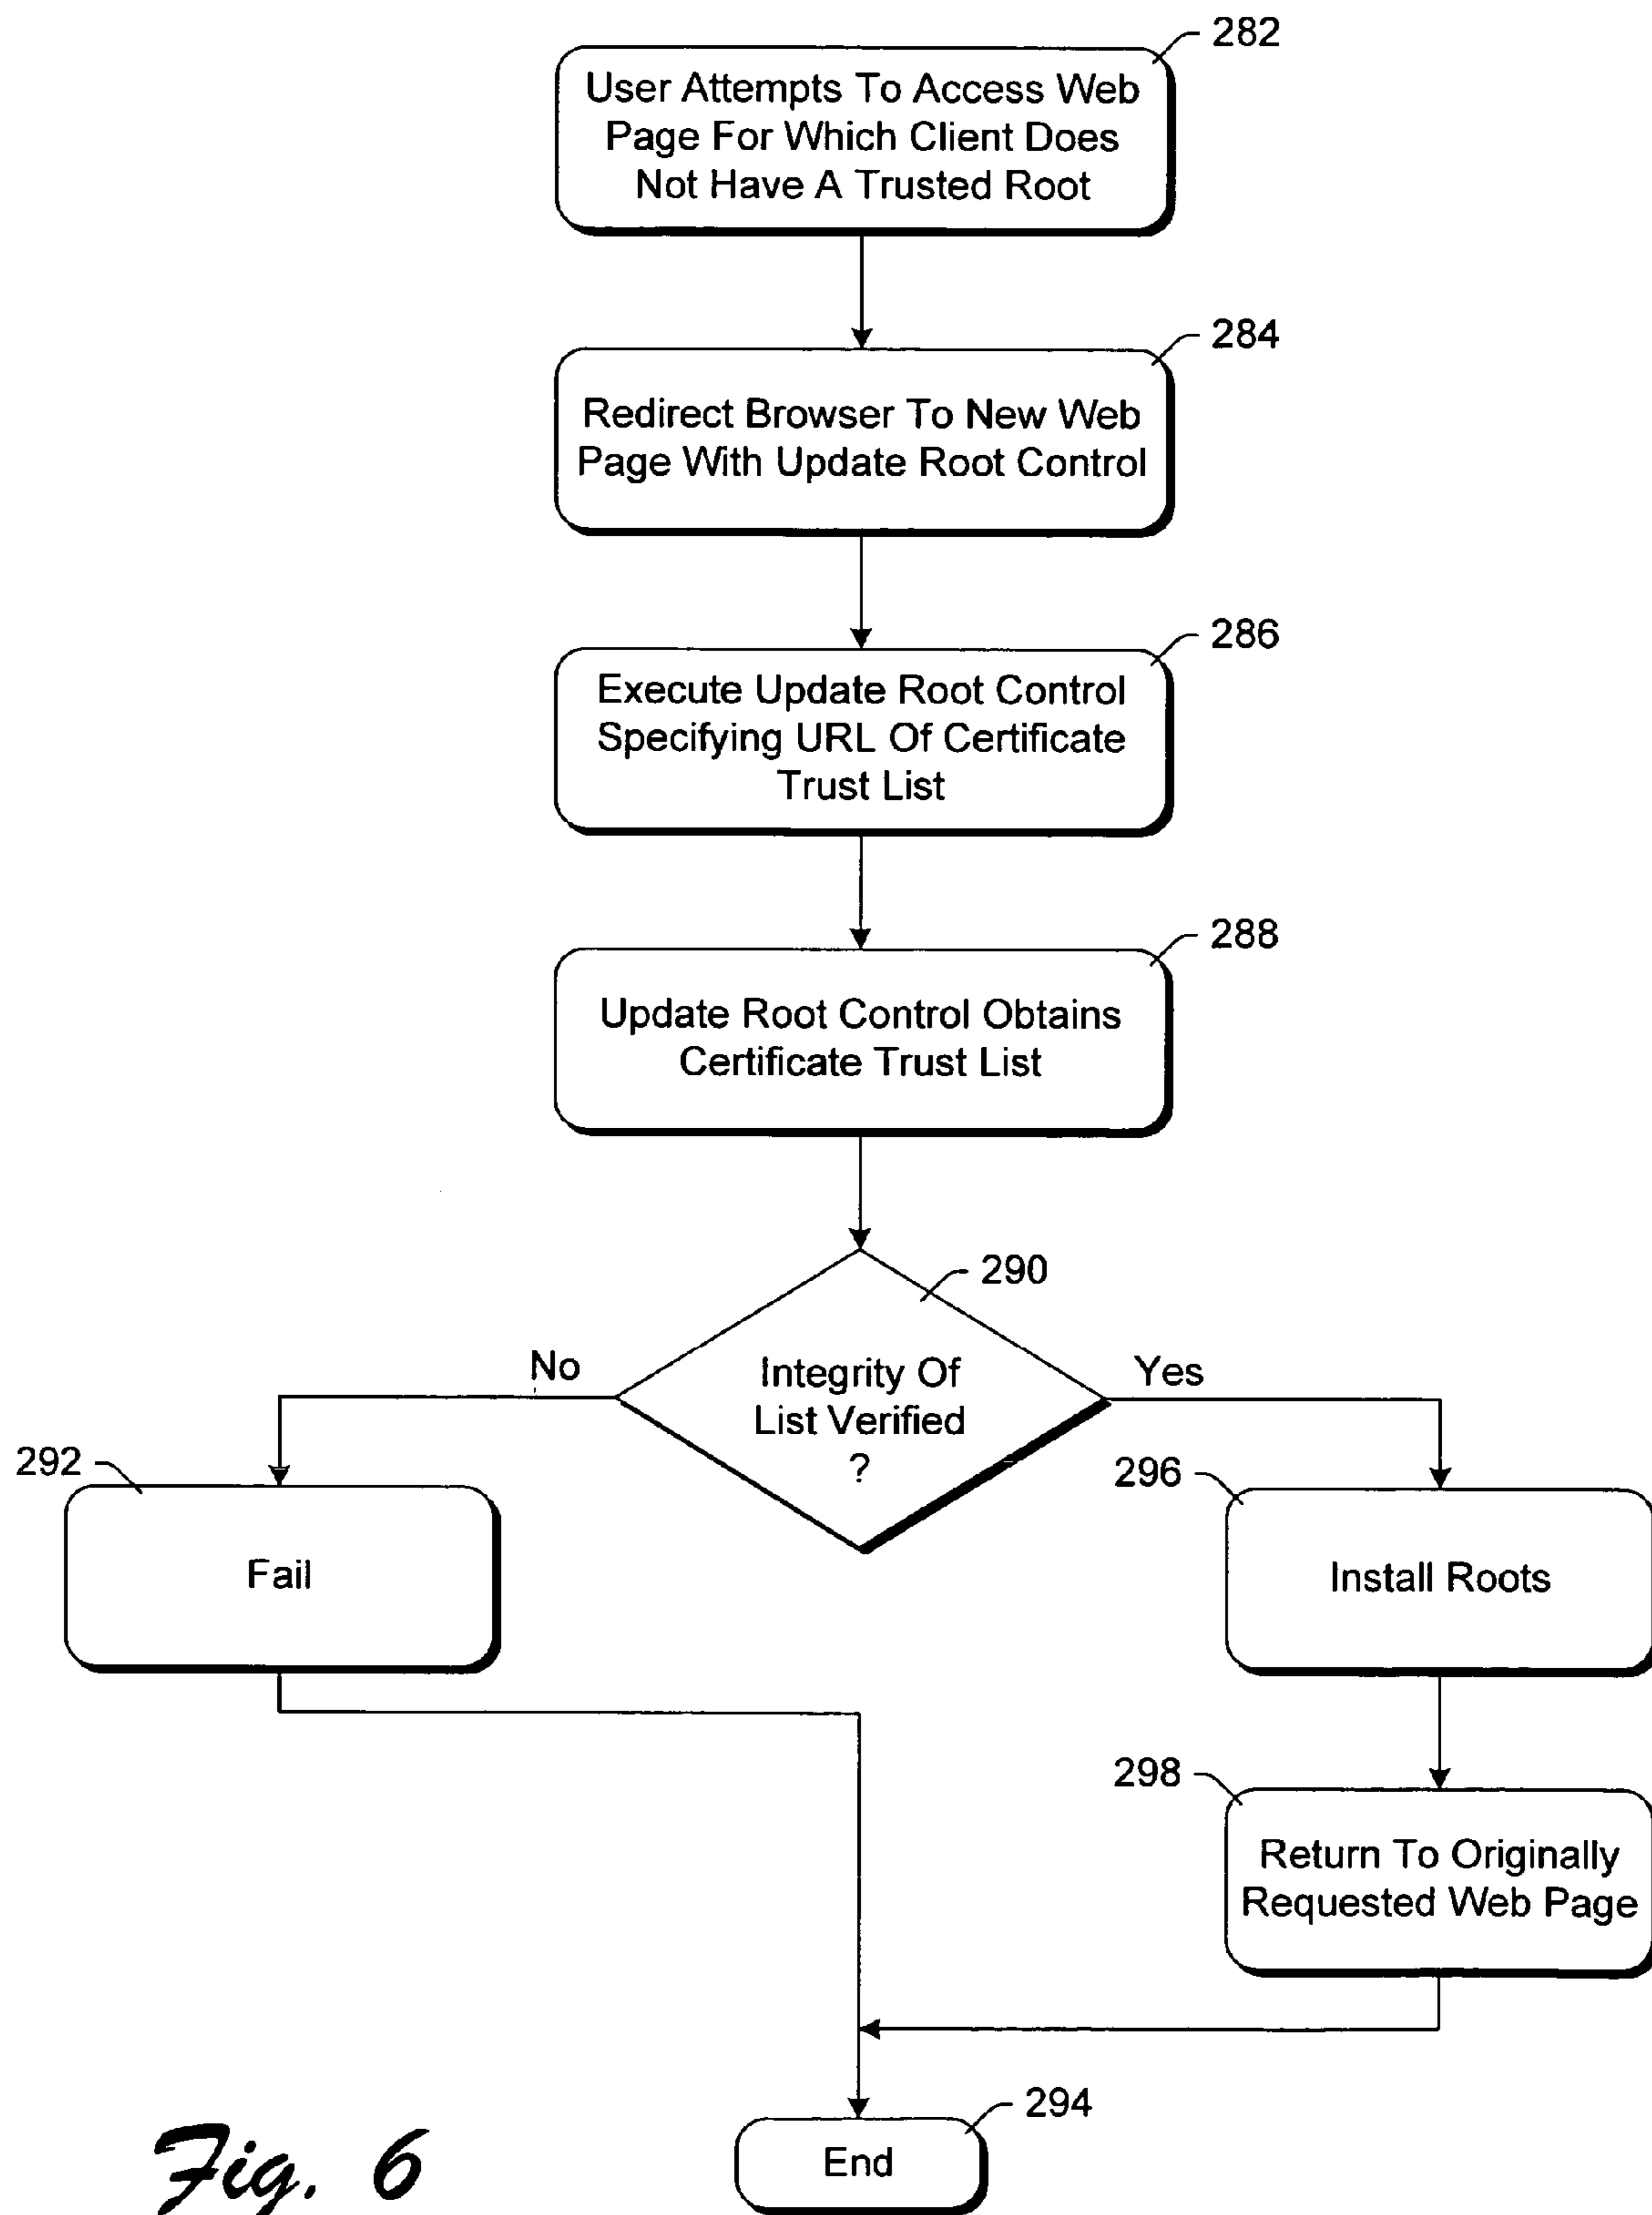 282
User Attempts To Access Web
Page For Which Client Does
Not Have A Trusted Root
284
Redirect Browser To New Web
Page With Update Root Control
286
Execute Update Root Control
Specifying URL Of Certificate
Trust List
288
Update Root Control Obtains
Certificate Trust List
290
Integrity Of
List Verified
?
No
Yes
292
Fail
296
Install Roots
298
Return To Originally
Requested Web Page
294
End
Fig. 6